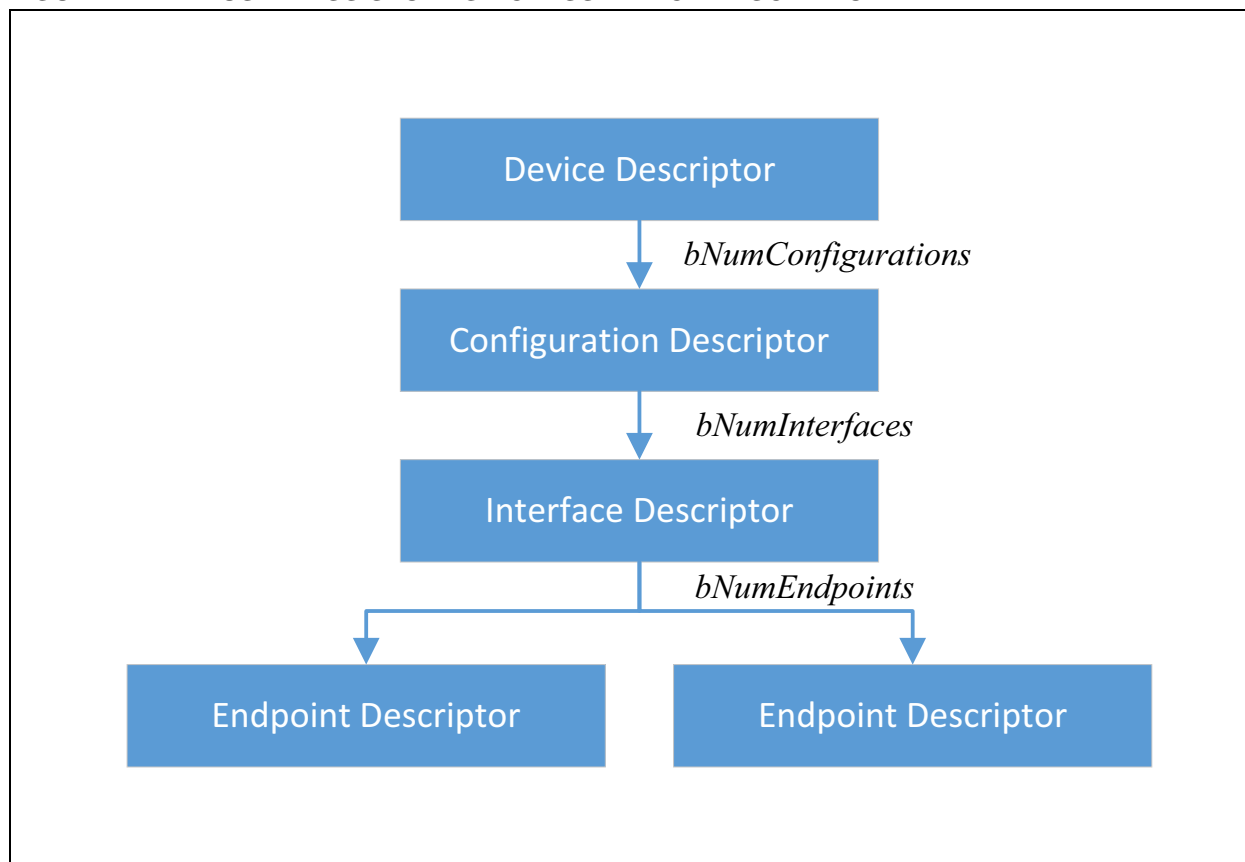 Device Descriptor
bNumConfigurations
Configuration Descriptor
bNumInterfaces
Interface Descriptor
bNumEndpoints
Endpoint Descriptor
Endpoint Descriptor